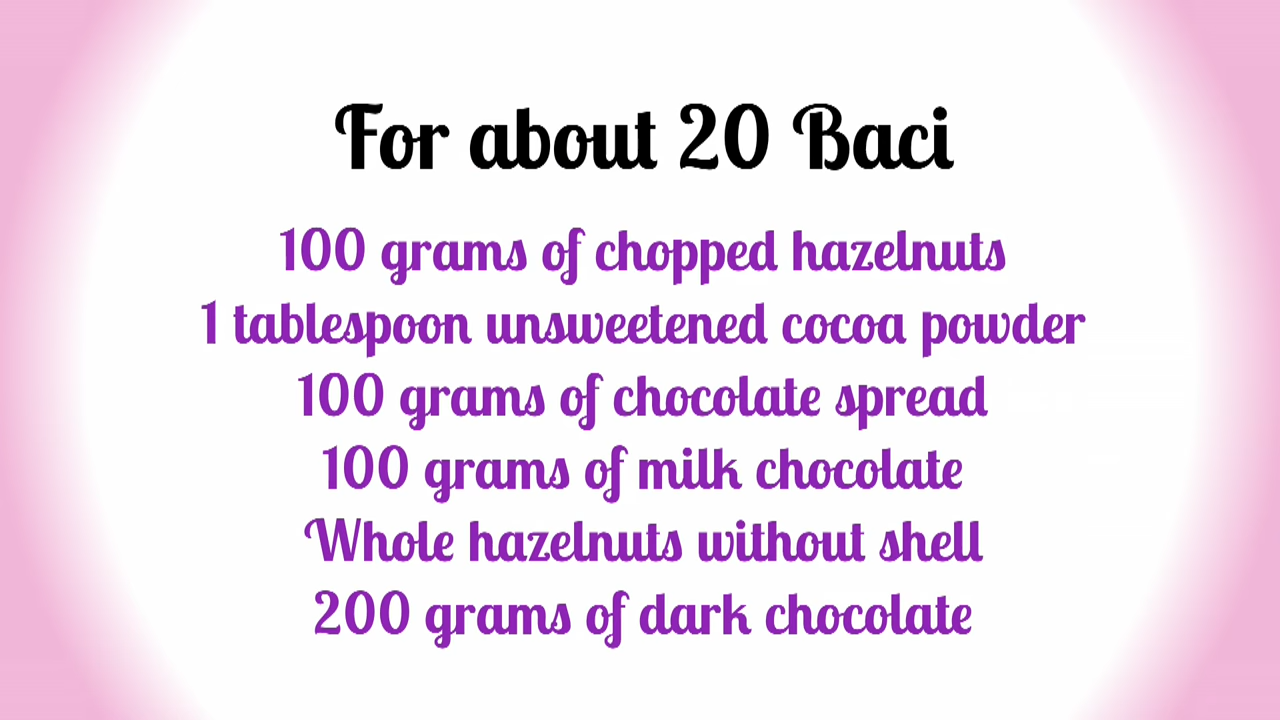 For about 20 Baci
100 grams of chopped hazelnuts
1 tablespoon unsweetened cocoa powder
100 grams of chocolate spread
100 grams of milk chocolate
Whole hazelnuts without shell
200 grams of dark chocolate